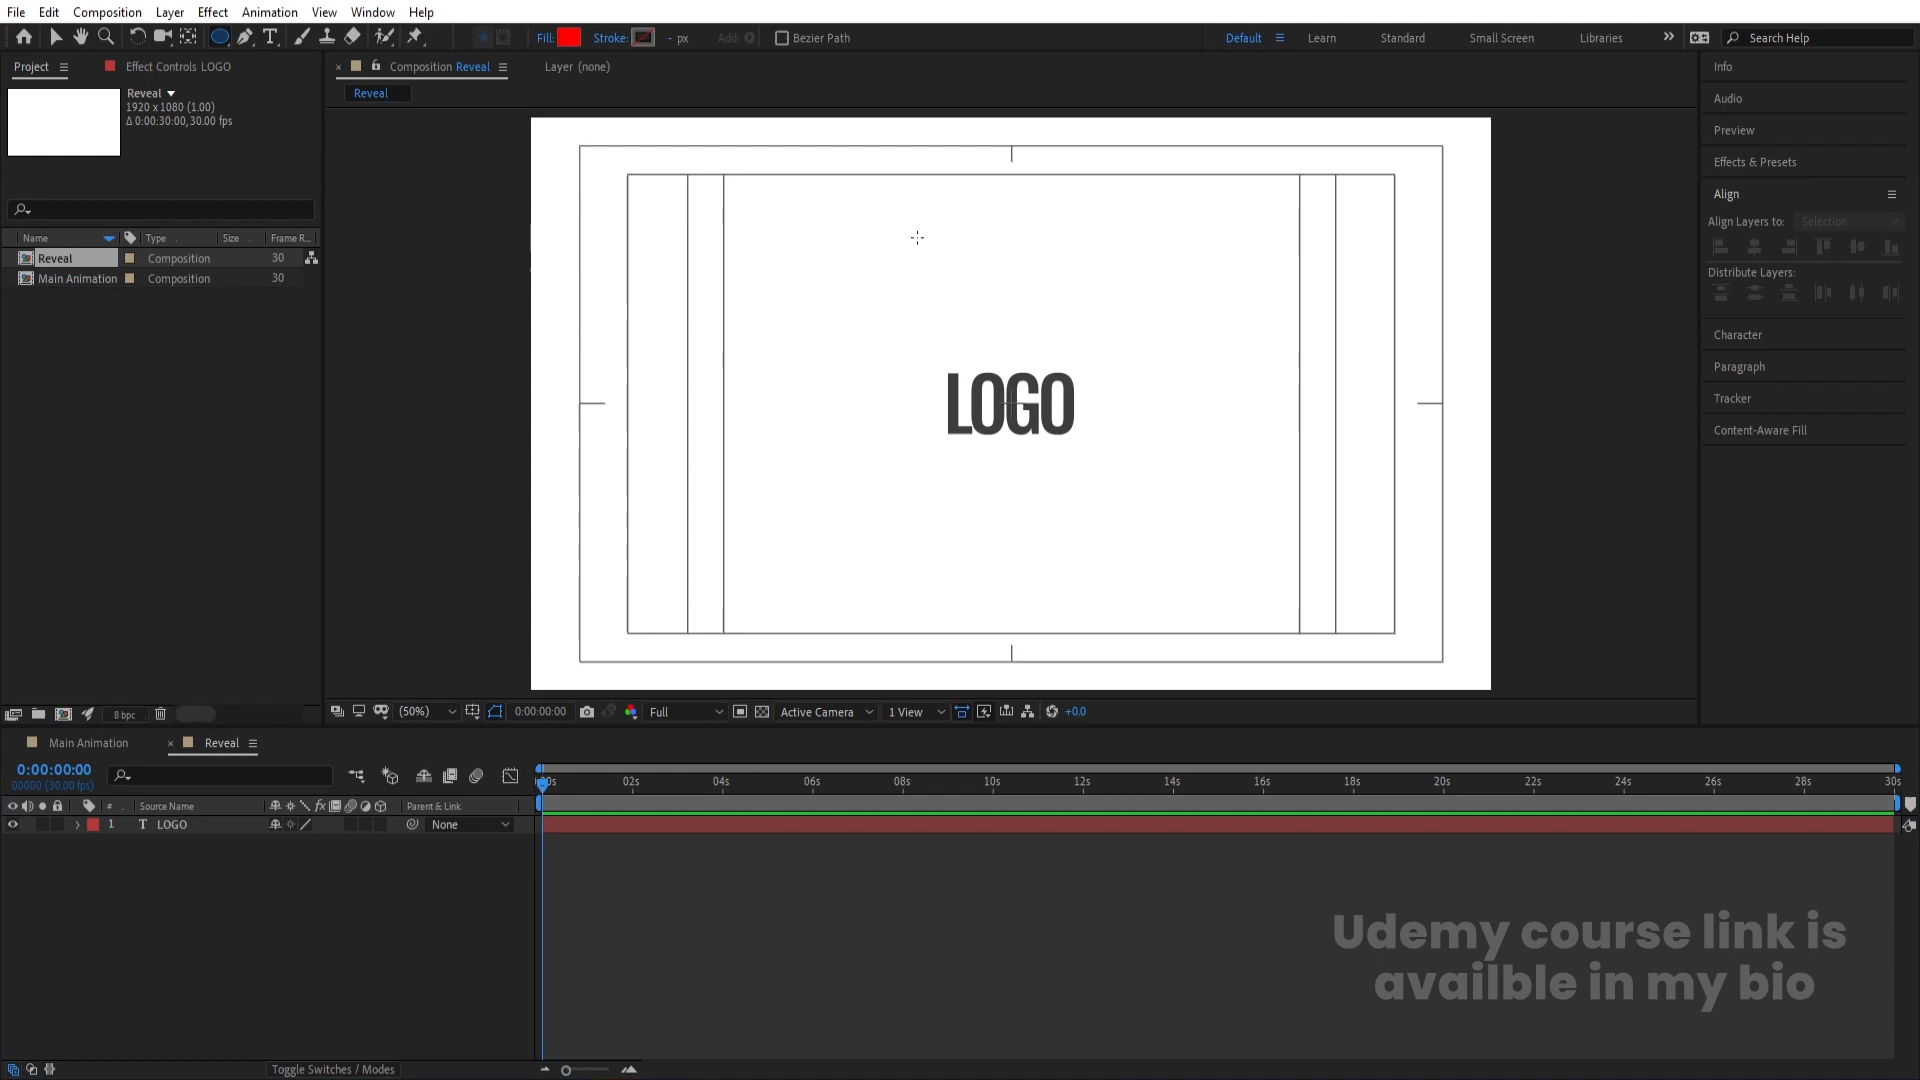 File Edit Composition Layer Effect Animation View Window Help
Fill: Stroke: - px Add: Bezier Path Default Learn Standard Small Screen Libraries Search Help
Project Effect Controls LOGO Composition Reveal Layer (none) Info
Reveal
1920 x 1080 (1.00)
Δ 0:00:30:00, 30.00 fps
Reveal
Audio
Preview
Effects & Presets
Align
Align Layers to: Selection
Distribute Layers:
Character
Paragraph
Tracker
Content-Aware Fill
Name Type Size Frame R...
Reveal Composition 30
Main Animation Composition 30
LOGO
8 bpc (50%) 0:00:00:00 Full Active Camera 1 View +0.0
Main Animation Reveal
0:00:00:00
00000 (30.00 fps)
:00s 02s 04s 06s 08s 10s 12s 14s 16s 18s 20s 22s 24s 26s 28s 30s
# Source Name fx Parent & Link
1 T LOGO None
Udemy course link is
availble in my bio
Toggle Switches / Modes